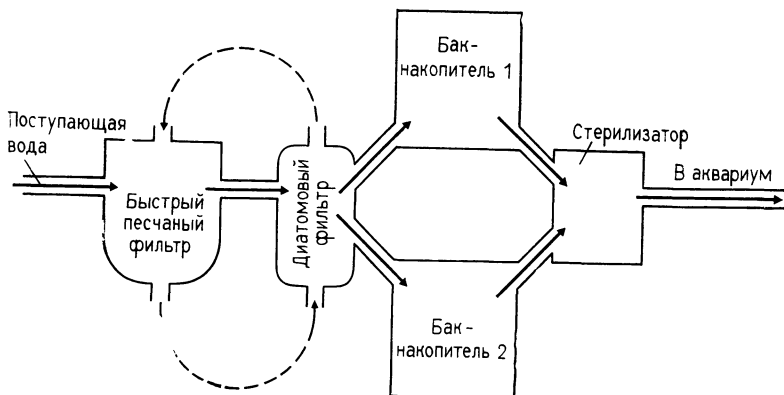 Поступающая
вода
Быстрый
песчаный
фильтр
Диатомовый
фильтр
Бак-
накопитель 1
Бак-
накопитель 2
Стерилизатор
В аквариум